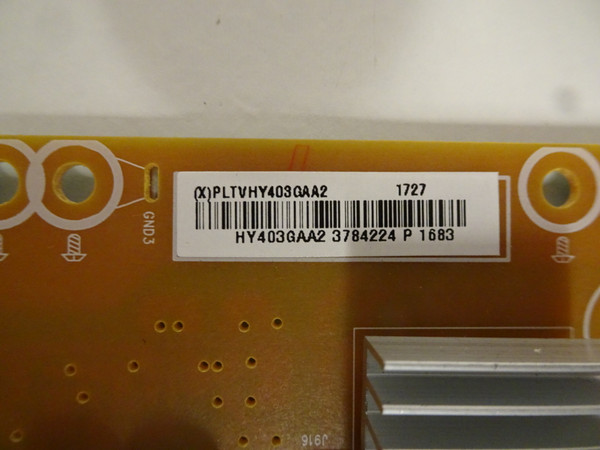 (X)PLTVHY403GAA2 1727
HY403GAA2 3784224 P 1683
GND3
J916